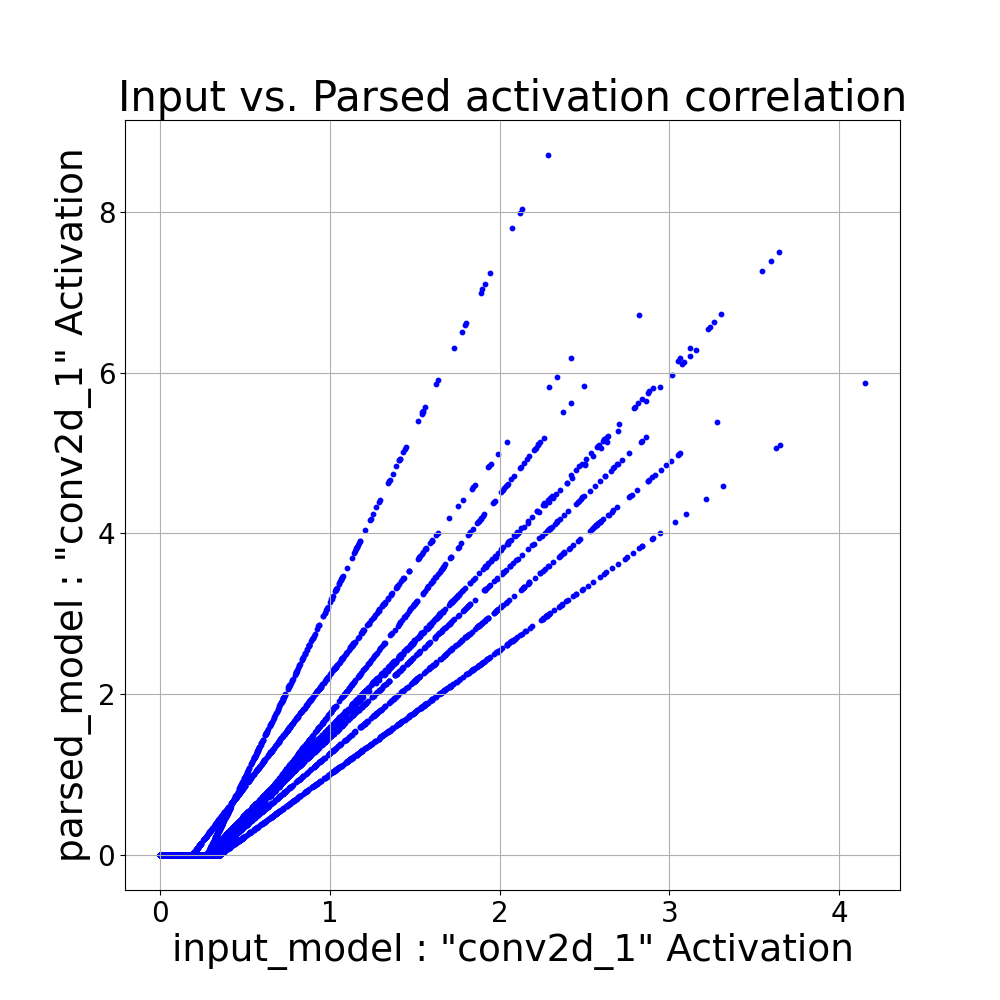 Input vs. Parsed activation correlation
parsed_model : "conv2d_1" Activation
8
6
4
2
0
0 1 2 3 4
input_model : "conv2d_1" Activation